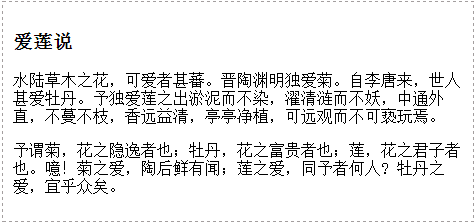 爱莲说
水陆草木之花，可爱者甚蕃。晋陶渊明独爱菊。自李唐来，世人
甚爱牡丹。予独爱莲之出淤泥而不染，濯清涟而不妖，中通外
直，不蔓不枝，香远益清，亭亭净植，可远观而不可亵玩焉。
予谓菊，花之隐逸者也；牡丹，花之富贵者也；莲，花之君子者
也。噫！菊之爱，陶后鲜有闻；莲之爱，同予者何人？牡丹之
爱，宜乎众矣。